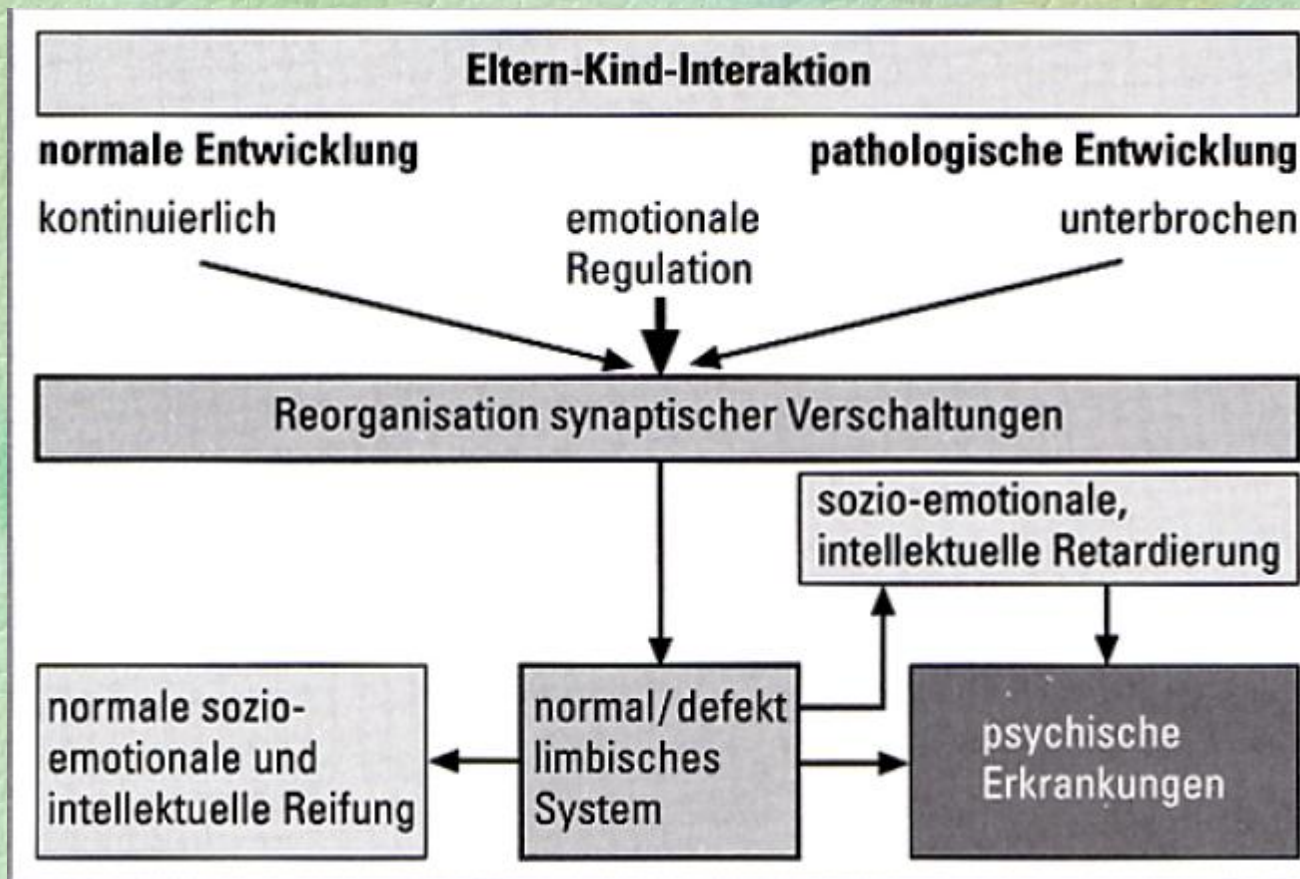 Eltern-Kind-Interaktion
normale Entwicklung
pathologische Entwicklung
kontinuierlich
emotionale
Regulation
unterbrochen
Reorganisation synaptischer Verschaltungen
sozio-emotionale,
intellektuelle Retardierung
normale sozio-
emotionale und
intellektuelle Reifung
normal/defekt
limbisches
System
psychische
Erkrankungen